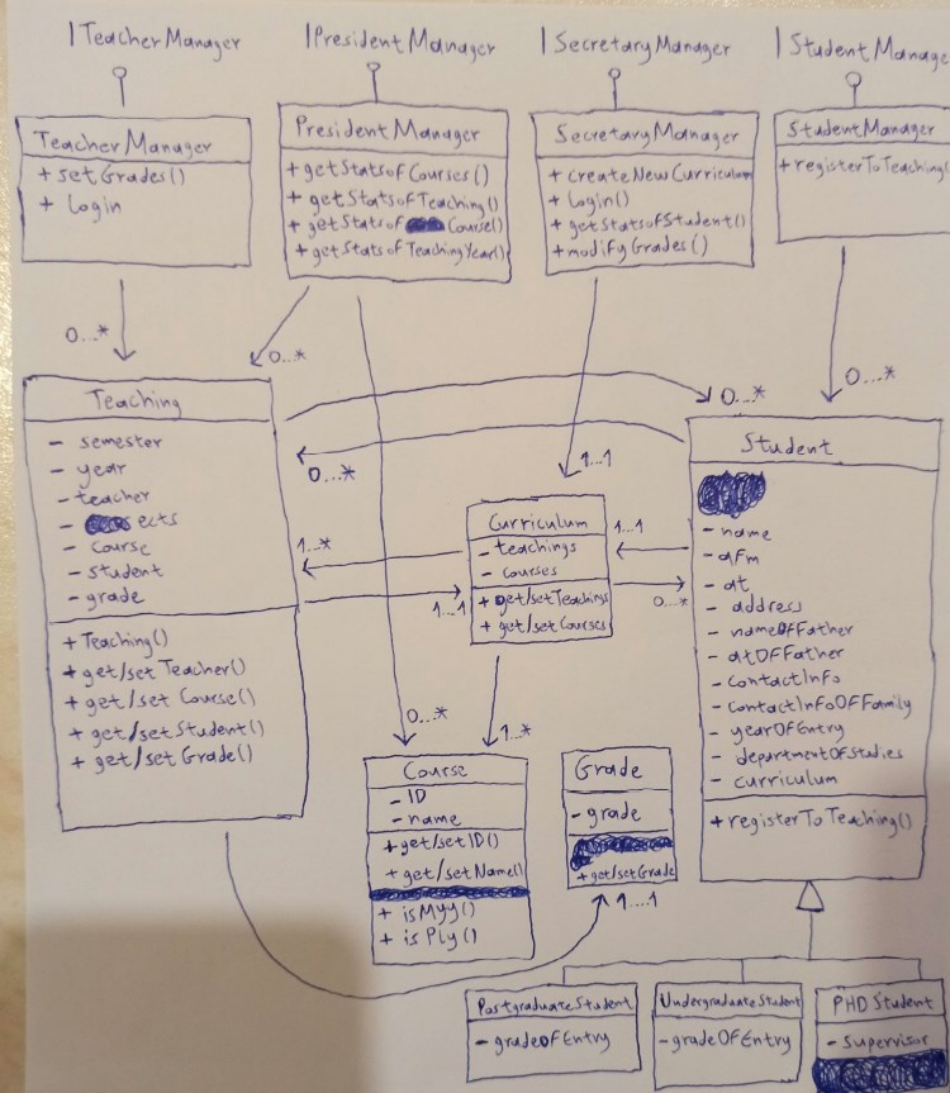 ITeacherManager
IPresidentManager
ISecretaryManager
IStudentManage
TeacherManager
+ setGrades()
+ Login
PresidentManager
+ getStatsofCourses()
+ getStatsofTeaching()
+ getStatsof Course()
+ getStatsofTeachingYear()
SecretaryManager
+ createNewCurriculum
+ Login()
+ getStatsofStudent()
+ modifyGrades()
StudentManager
+ registerToTeaching(
0...*
0...*
0...*
0...*
0...*
1...1
Teaching
- semester
- year
- teacher
- ects
- course
- student
- grade
+ Teaching()
+ get/set Teacher()
+ get/set Course()
+ get/set Student()
+ get/set Grade()
1...*
1...1
Curriculum
- teachings
- courses
+ get/setTeachings
+ get/set Courses
1...1
0...*
Student
- name
- aFm
- at
- address
- nameOfFather
- atOfFather
- contactInfo
- contactInfoOfFamily
- yearOfEntry
- departmentOfStudies
- curriculum
+ registerToTeaching()
0...*
1...*
Course
- ID
- name
+ get/set ID()
+ get/set Name()
+ isMyy()
+ isPly()
Grade
- grade
+ get/setGrade
1...1
PostgraduateStudent
- gradeOfEntry
UndergraduateStudent
- gradeOfEntry
PHD Student
- supervisor